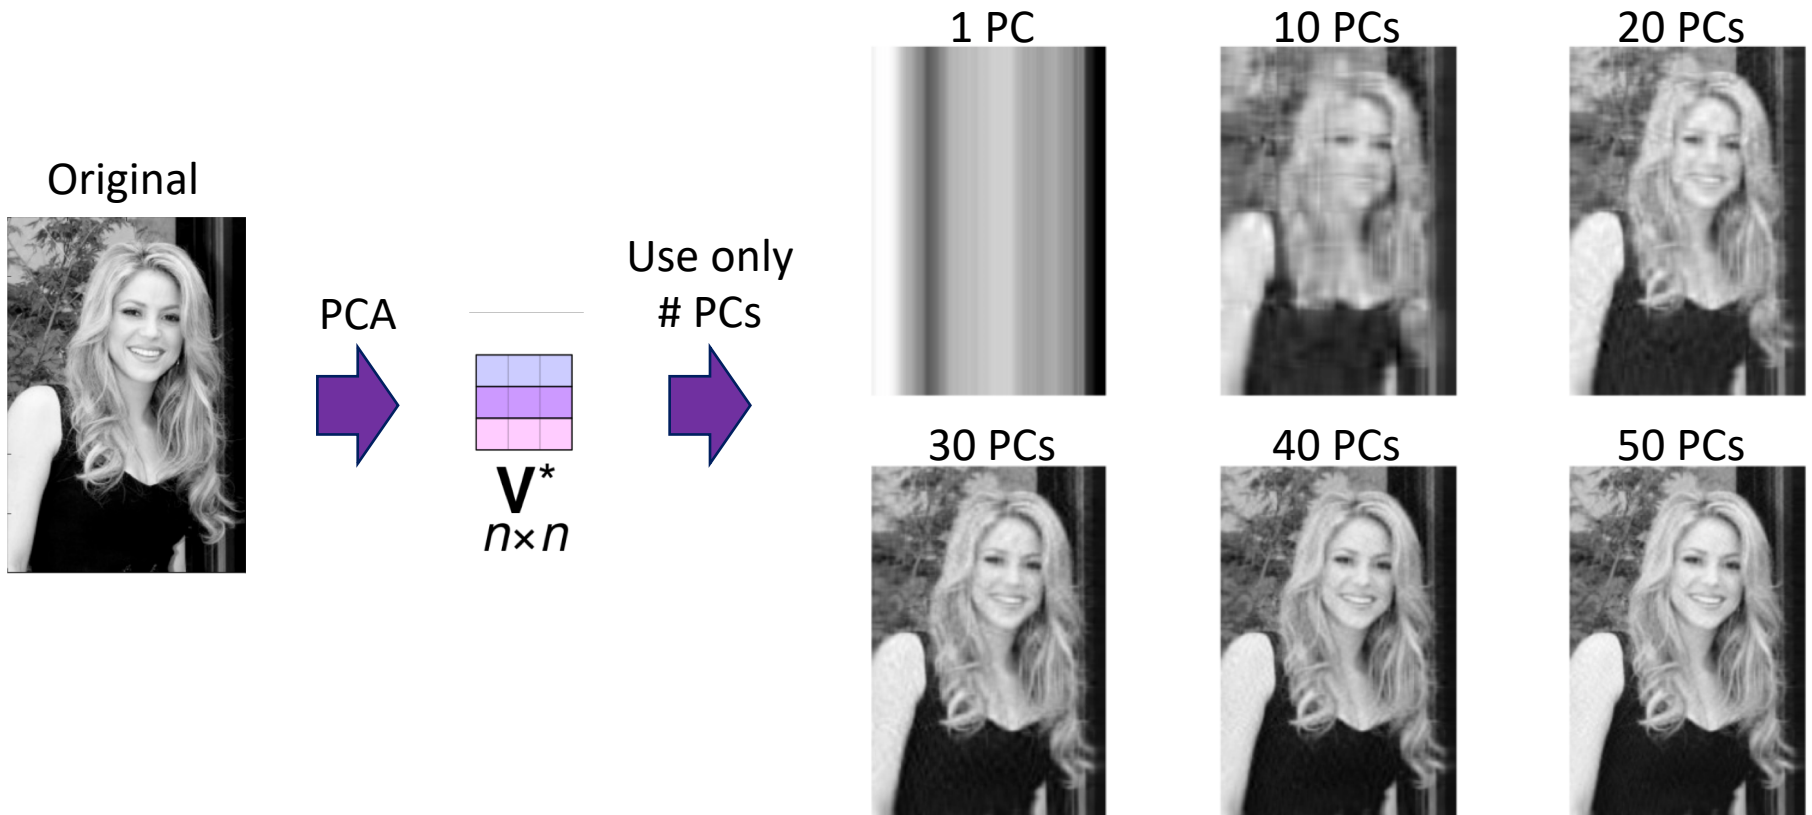 Original
PCA
V*
n×n
Use only
# PCs
1 PC
10 PCs
20 PCs
30 PCs
40 PCs
50 PCs